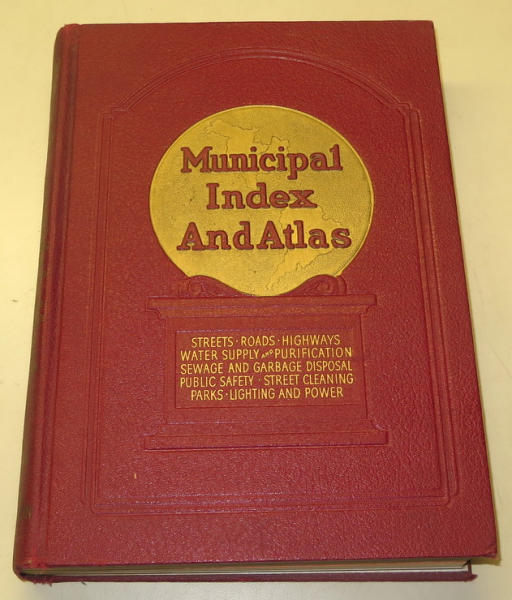 Municipal
Index
And Atlas
STREETS · ROADS · HIGHWAYS
WATER SUPPLY AND PURIFICATION
SEWAGE AND GARBAGE DISPOSAL
PUBLIC SAFETY · STREET CLEANING
PARKS · LIGHTING AND POWER